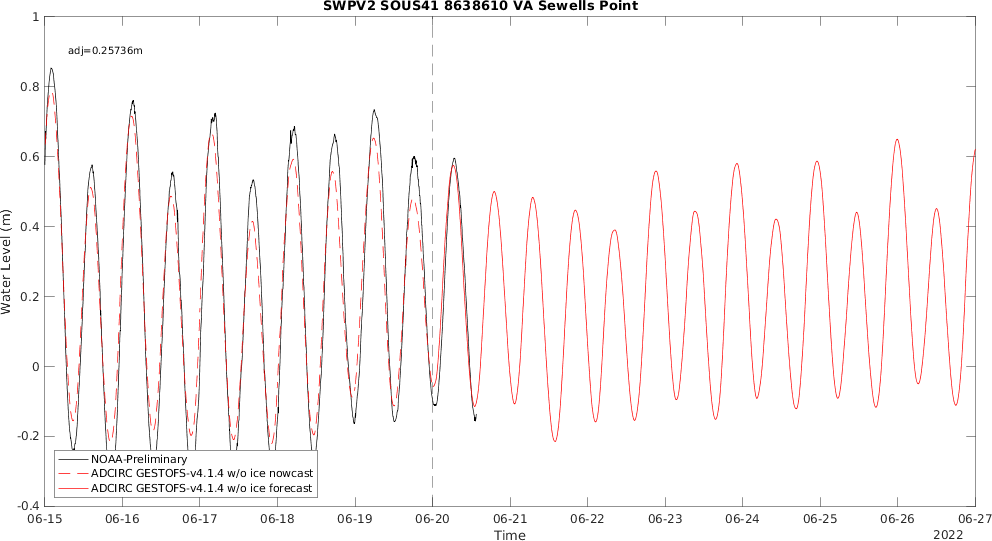 SWPV2 SOUS41 8638610 VA Sewells Point
adj=0.25736m
1
0.8
0.6
0.4
0.2
0
-0.2
-0.4
Water Level (m)
NOAA-Preliminary
ADCIRC GESTOFS-v4.1.4 w/o ice nowcast
ADCIRC GESTOFS-v4.1.4 w/o ice forecast
06-15 06-16 06-17 06-18 06-19 06-20 06-21 06-22 06-23 06-24 06-25 06-26 06-27
Time
2022